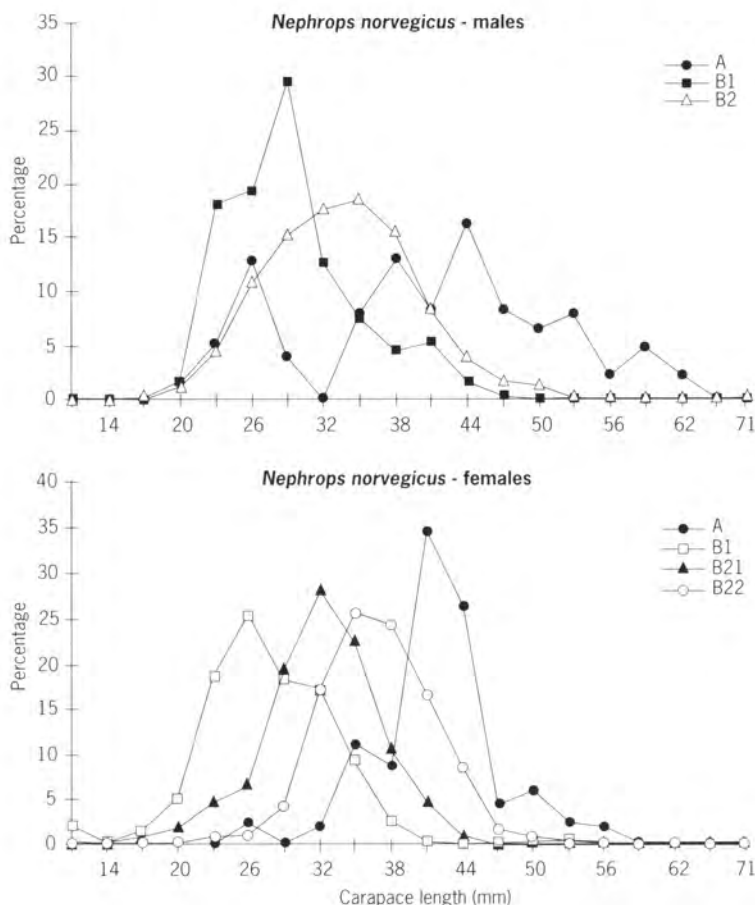 Nephrops norvegicus - males
35
30
25
20
15
10
5
0
Percentage
A
B1
B2
14 20 26 32 38 44 50 56 62 71
Nephrops norvegicus - females
40
35
30
25
20
15
10
5
0
Percentage
A
B1
B21
B22
14 20 26 32 38 44 50 56 62 71
Carapace length (mm)